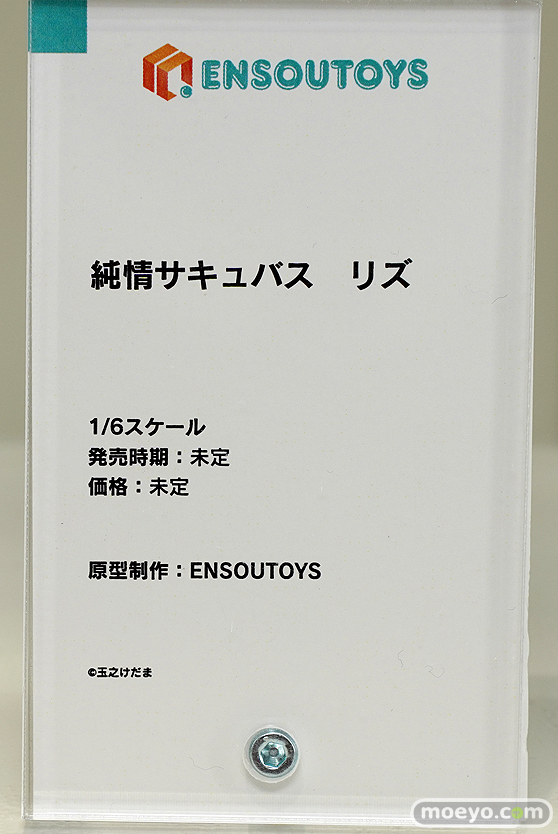 ENSOUTOYS
純情サキュバス　リズ
1/6スケール
発売時期：未定
価格：未定
原型制作：ENSOUTOYS
©玉之けだま
moeyo.com